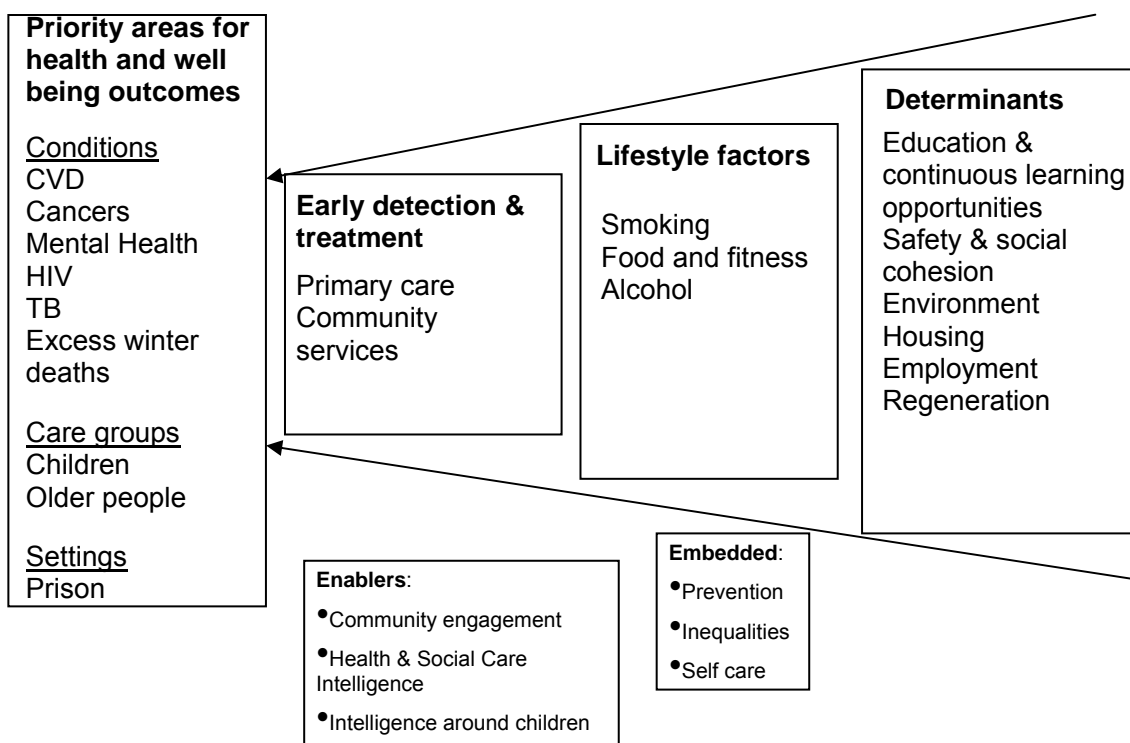 Priority areas for
health and well
being outcomes
Conditions
CVD
Cancers
Mental Health
HIV
TB
Excess winter
deaths
Care groups
Children
Older people
Settings
Prison
Early detection &
treatment
Primary care
Community
services
Lifestyle factors
Smoking
Food and fitness
Alcohol
Determinants
Education &
continuous learning
opportunities
Safety & social
cohesion
Environment
Housing
Employment
Regeneration
Enablers:
•Community engagement
•Health & Social Care
Intelligence
•Intelligence around children
Embedded:
•Prevention
•Inequalities
•Self care